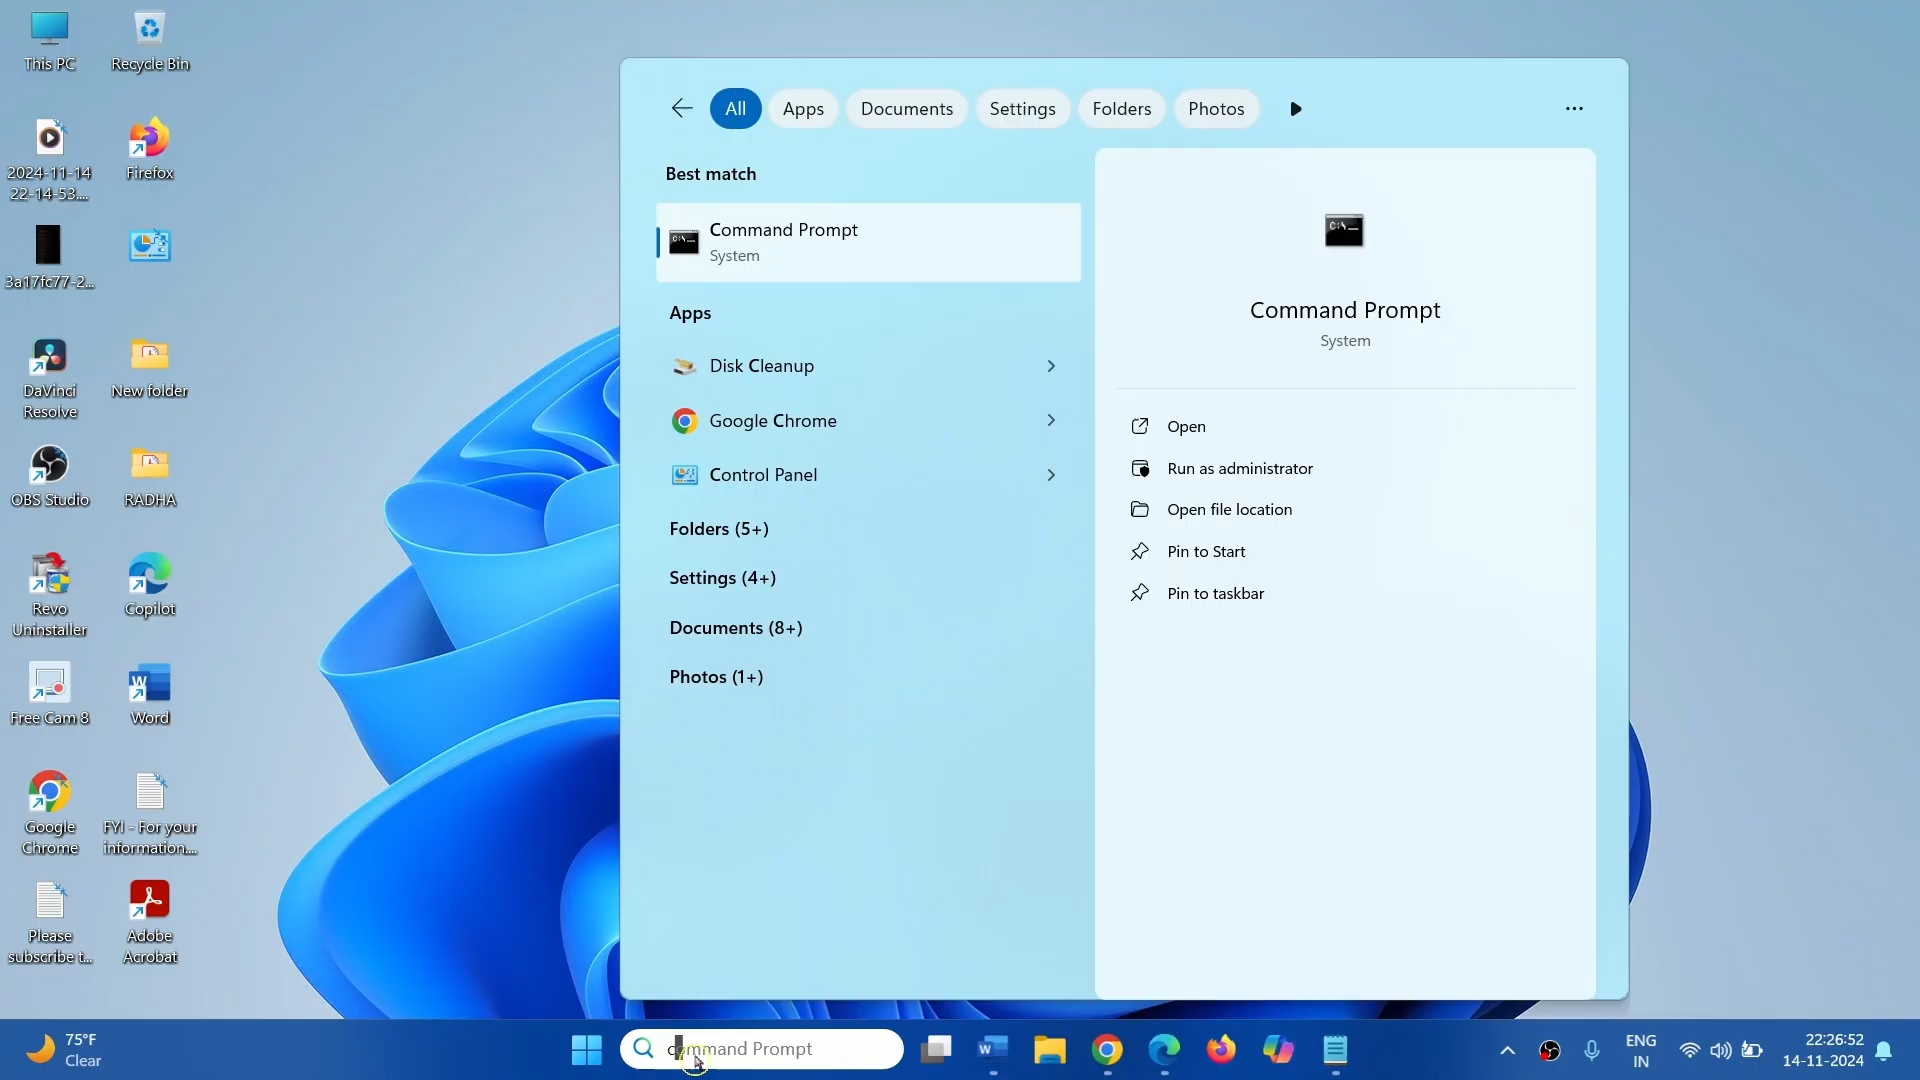 This PC
Recycle Bin
2024-11-14
22-14-53....
Firefox
3a17fc77-2...
DaVinci
Resolve
New folder
OBS Studio
RADHA
Revo
Uninstaller
Copilot
Free Cam 8
Word
Google
Chrome
FYI - For your
information....
Please
subscribe t...
Adobe
Acrobat
All
Apps
Documents
Settings
Folders
Photos
Best match
Command Prompt
System
Apps
Disk Cleanup
Google Chrome
Control Panel
Folders (5+)
Settings (4+)
Documents (8+)
Photos (1+)
C:\
Command Prompt
System
Open
Run as administrator
Open file location
Pin to Start
Pin to taskbar
75°F
Clear
command Prompt
ENG
IN
22:26:52
14-11-2024